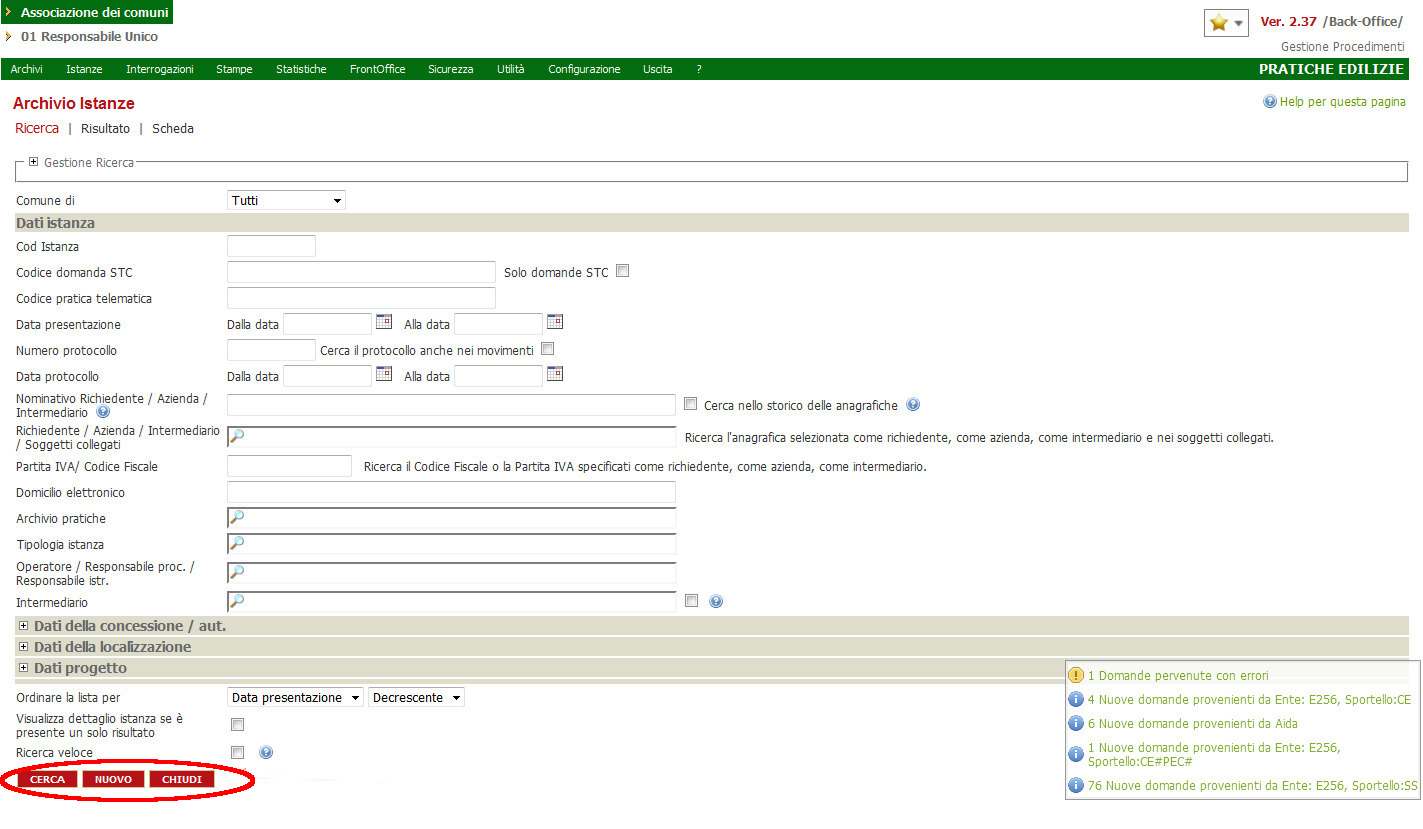 Associazione dei comuni
01 Responsabile Unico
Ver. 2.37 /Back-Office/
Gestione Procedimenti
Archivi Istanze Interrogazioni Stampe Statistiche FrontOffice Sicurezza Utilità Configurazione Uscita ? PRATICHE EDILIZIE
Archivio Istanze
Help per questa pagina
Ricerca | Risultato | Scheda
Gestione Ricerca
Comune di Tutti
Dati istanza
Cod Istanza
Codice domanda STC Solo domande STC
Codice pratica telematica
Data presentazione Dalla data Alla data
Numero protocollo Cerca il protocollo anche nei movimenti
Data protocollo Dalla data Alla data
Nominativo Richiedente / Azienda /
Intermediario
Cerca nello storico delle anagrafiche
Richiedente / Azienda / Intermediario
/ Soggetti collegati
Ricerca l'anagrafica selezionata come richiedente, come azienda, come intermediario e nei soggetti collegati.
Partita IVA/ Codice Fiscale Ricerca il Codice Fiscale o la Partita IVA specificati come richiedente, come azienda, come intermediario.
Domicilio elettronico
Archivio pratiche
Tipologia istanza
Operatore / Responsabile proc. /
Responsabile istr.
Intermediario
Dati della concessione / aut.
Dati della localizzazione
Dati progetto
Ordinare la lista per Data presentazione Decrescente
Visualizza dettaglio istanza se è
presente un solo risultato
Ricerca veloce
CERCA NUOVO CHIUDI
1 Domande pervenute con errori
4 Nuove domande provenienti da Ente: E256, Sportello:CE
6 Nuove domande provenienti da Aida
1 Nuove domande provenienti da Ente: E256,
Sportello:CE#PEC#
76 Nuove domande provenienti da Ente: E256, Sportello:SS